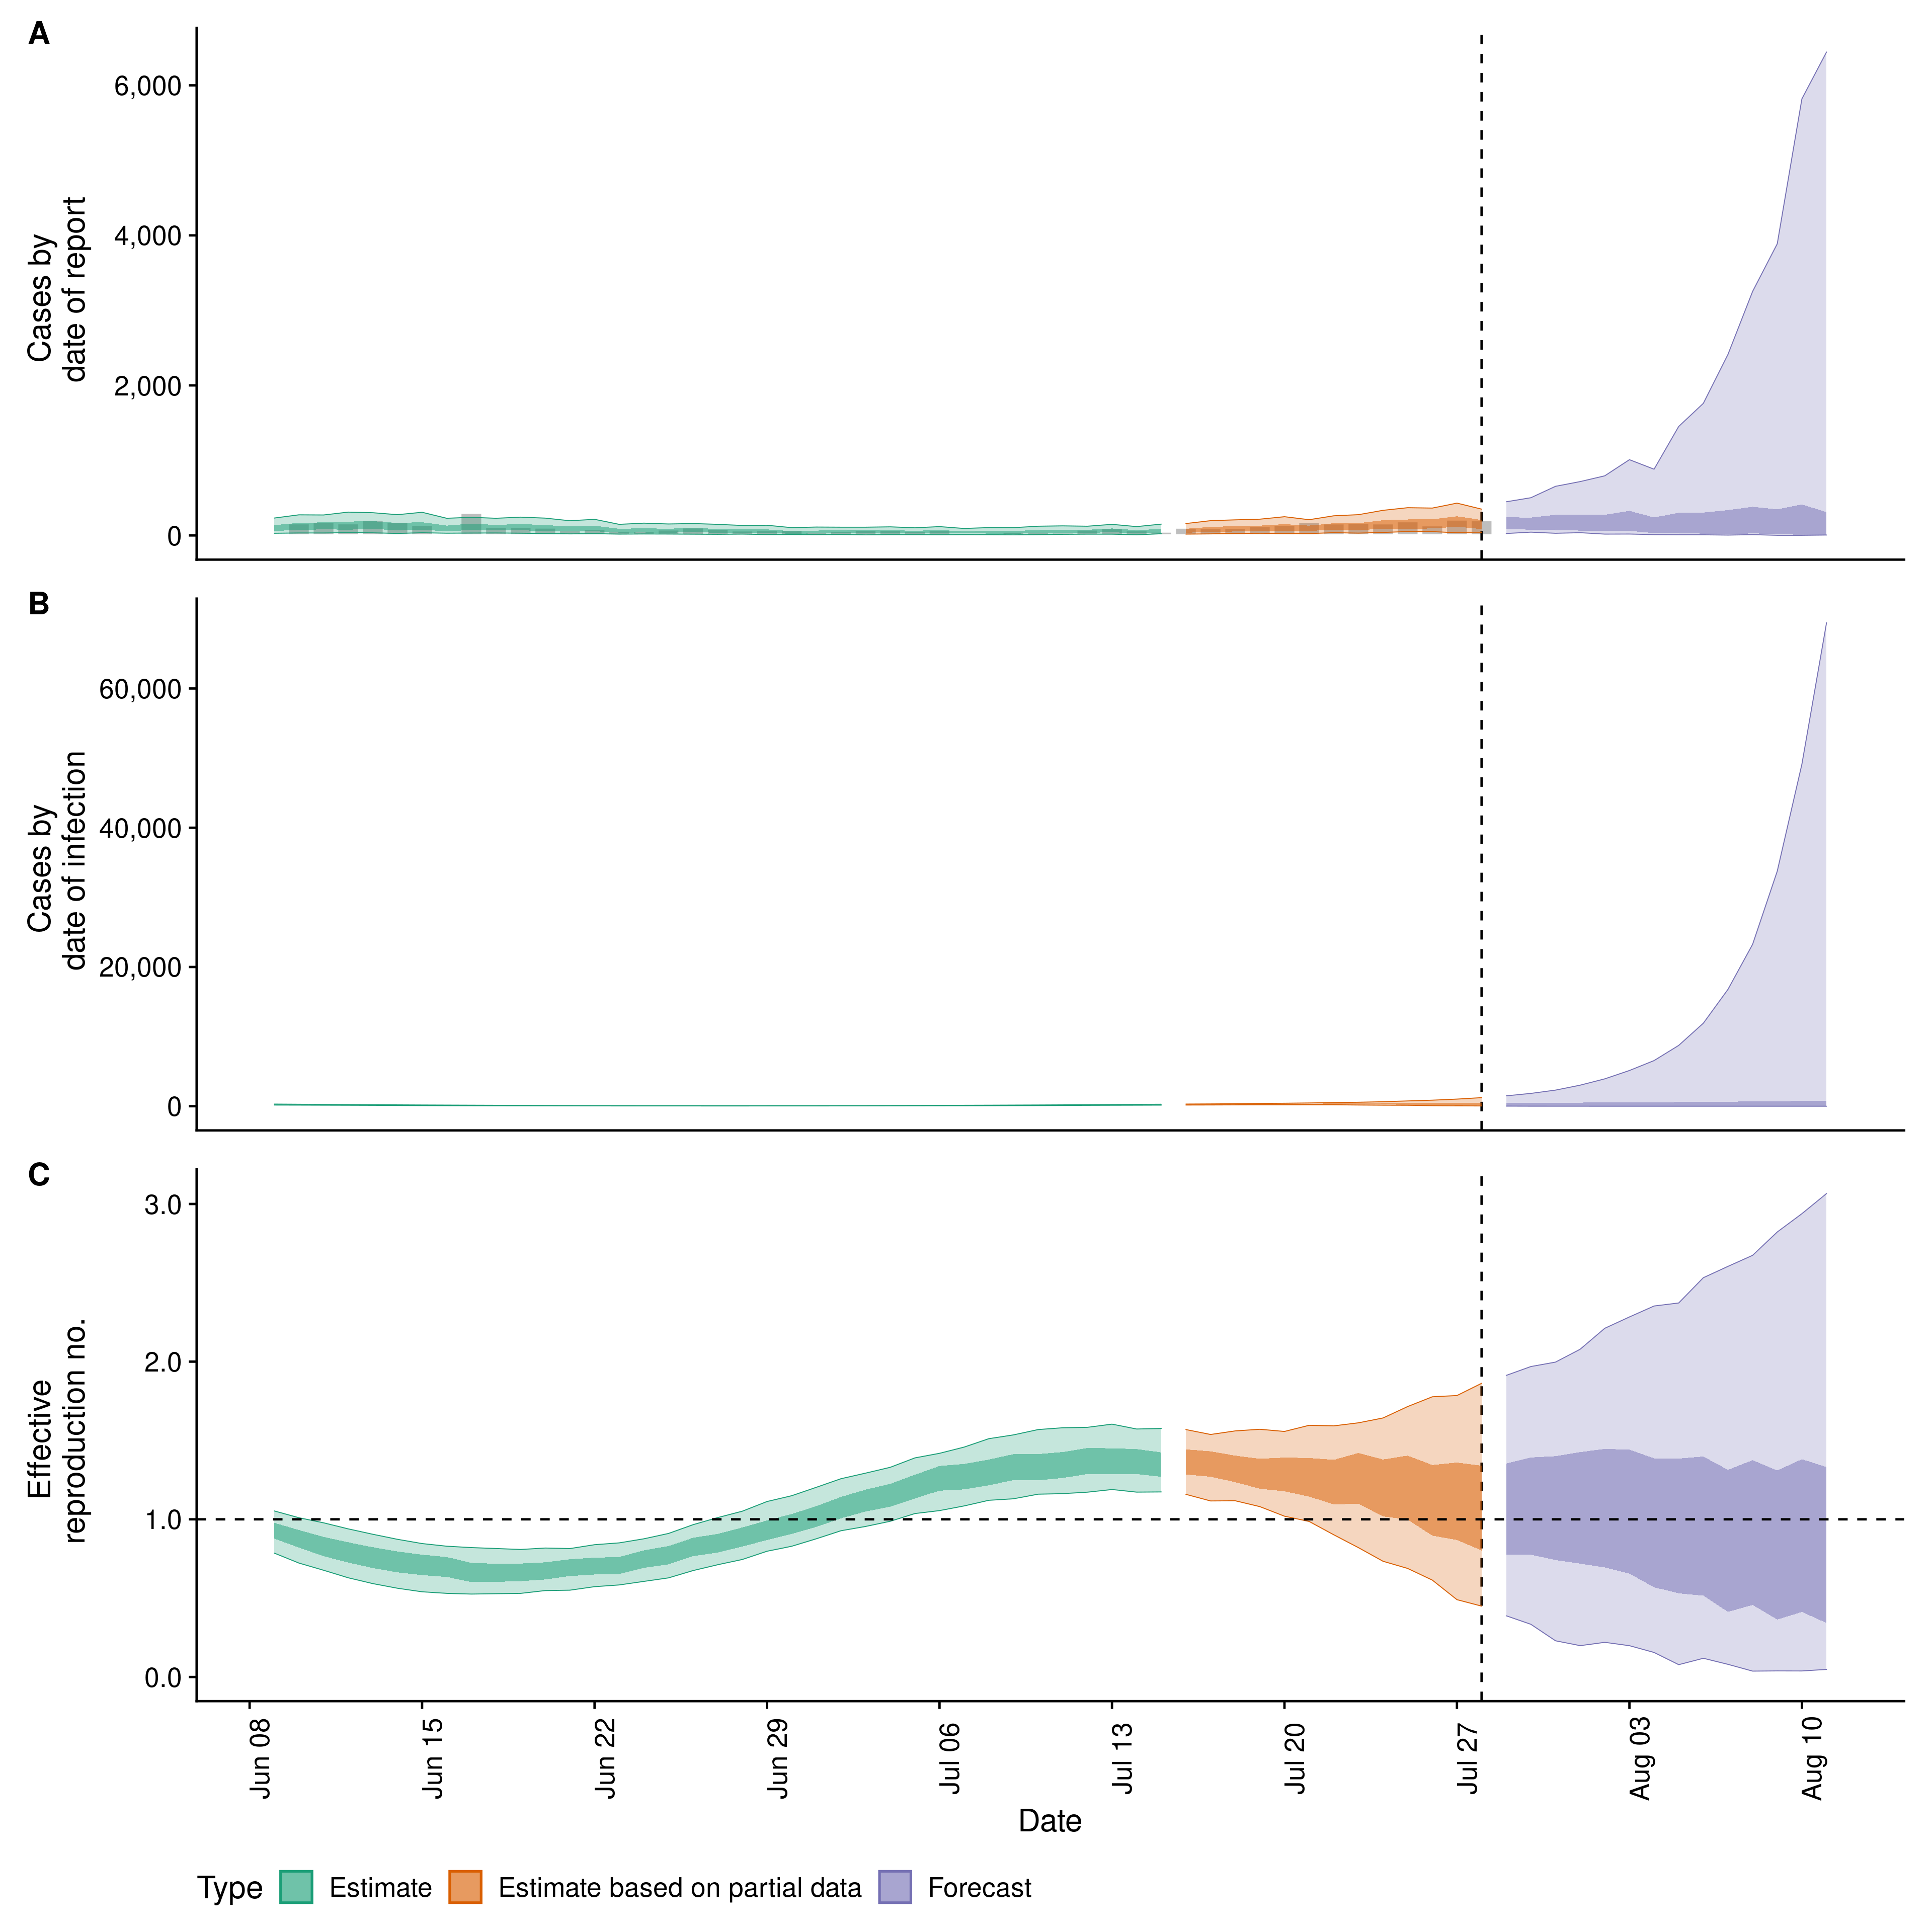 A
Cases by
date of report
6,000
4,000
2,000
0
B
Cases by
date of infection
60,000
40,000
20,000
0
C
Effective
reproduction no.
3.0
2.0
1.0
0.0
Jun 08
Jun 15
Jun 22
Jun 29
Jul 06
Jul 13
Jul 20
Jul 27
Aug 03
Aug 10
Date
Type Estimate Estimate based on partial data Forecast